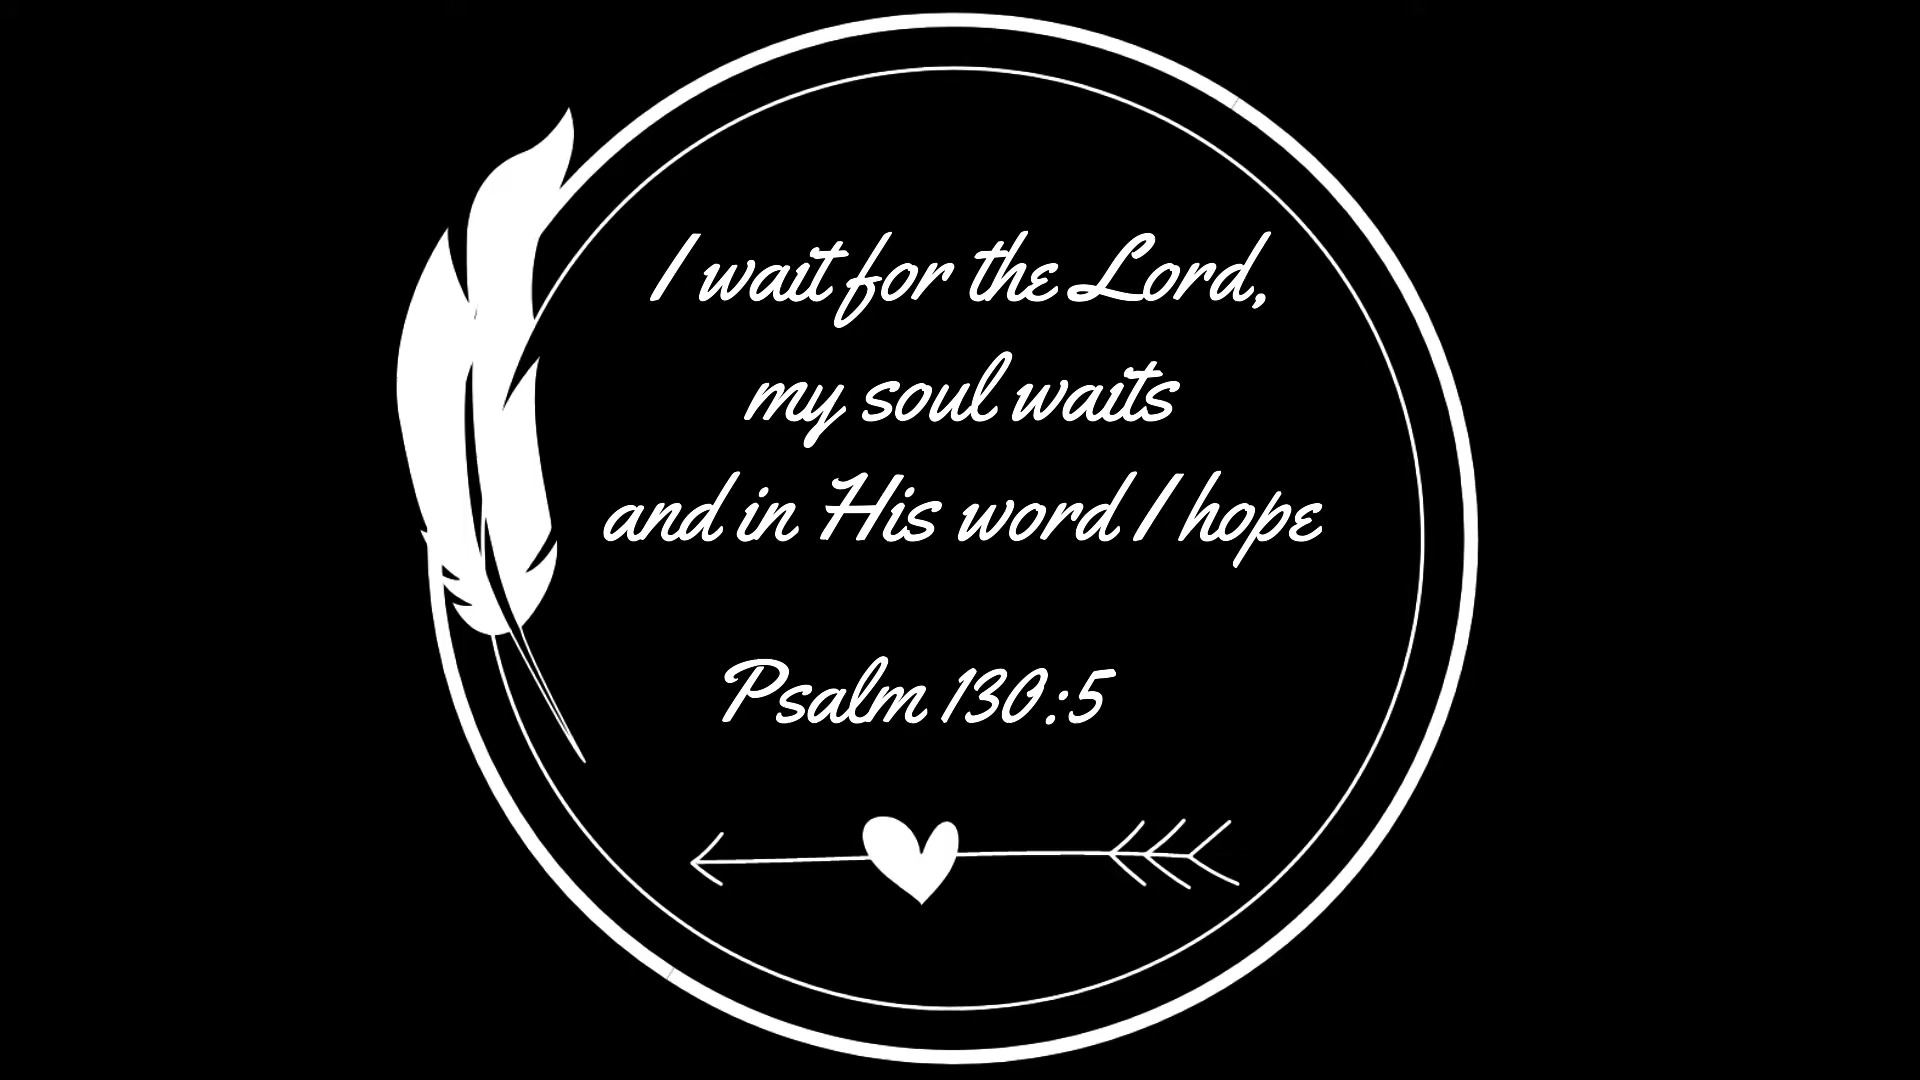 I wait for the Lord,
my soul waits
and in His word I hope
Psalm 130:5